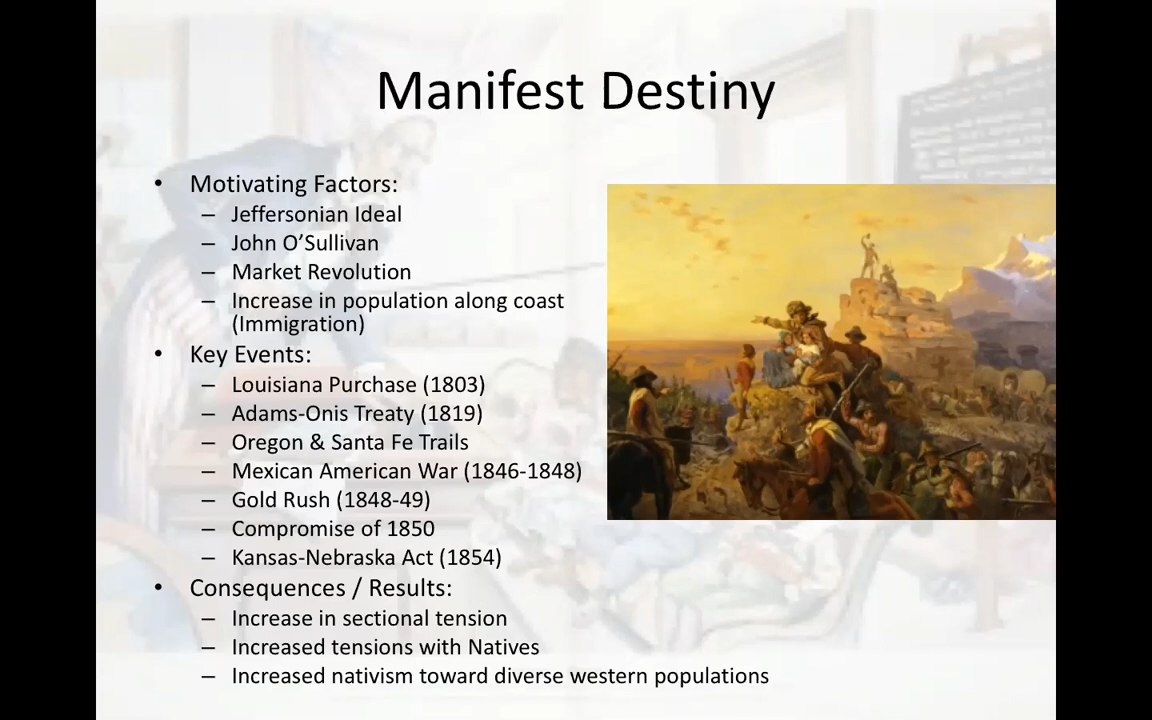 Manifest Destiny
• Motivating Factors:
– Jeffersonian Ideal
– John O’Sullivan
– Market Revolution
– Increase in population along coast
(Immigration)
• Key Events:
– Louisiana Purchase (1803)
– Adams-Onis Treaty (1819)
– Oregon & Santa Fe Trails
– Mexican American War (1846-1848)
– Gold Rush (1848-49)
– Compromise of 1850
– Kansas-Nebraska Act (1854)
• Consequences / Results:
– Increase in sectional tension
– Increased tensions with Natives
– Increased nativism toward diverse western populations